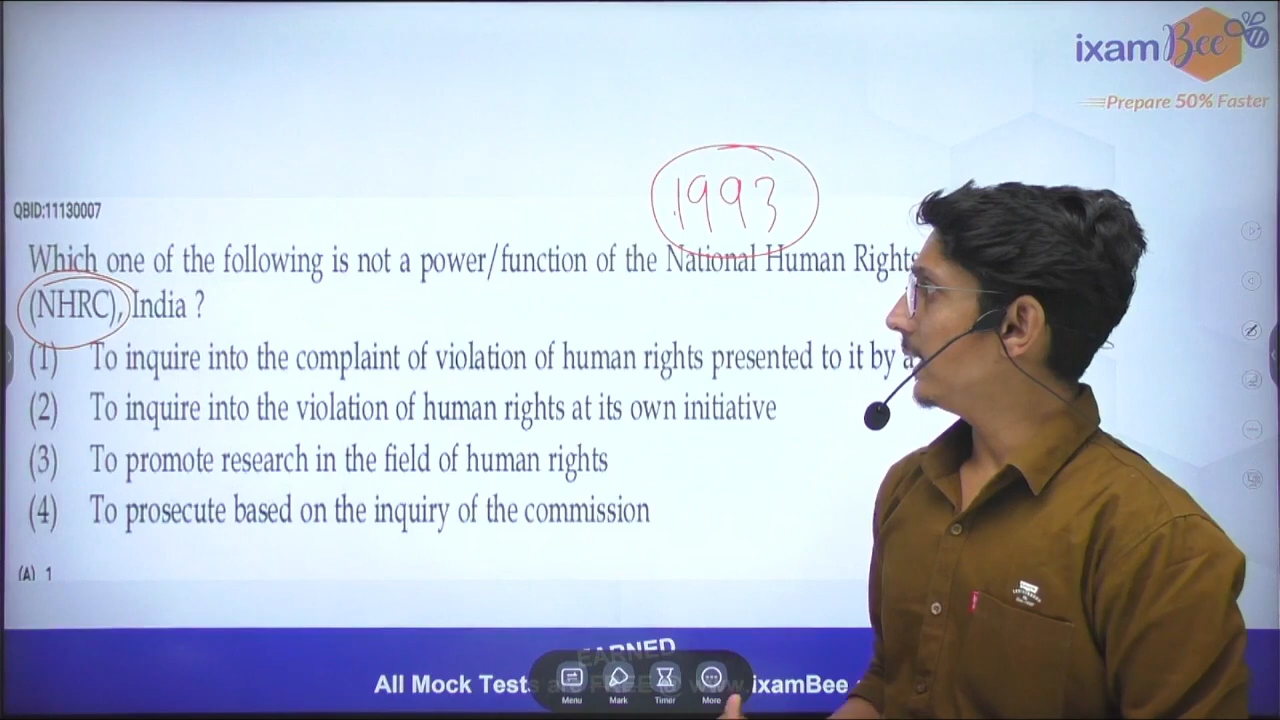 ixamBee
Prepare 50% Faster
1993
QBID:11130007
Which one of the following is not a power/function of the National Human Rights
(NHRC), India ?
(1) To inquire into the complaint of violation of human rights presented to it by
(2) To inquire into the violation of human rights at its own initiative
(3) To promote research in the field of human rights
(4) To prosecute based on the inquiry of the commission
(A) 1
EARNED
All Mock Tests are FREE www.ixamBee
Menu Mark Timer More